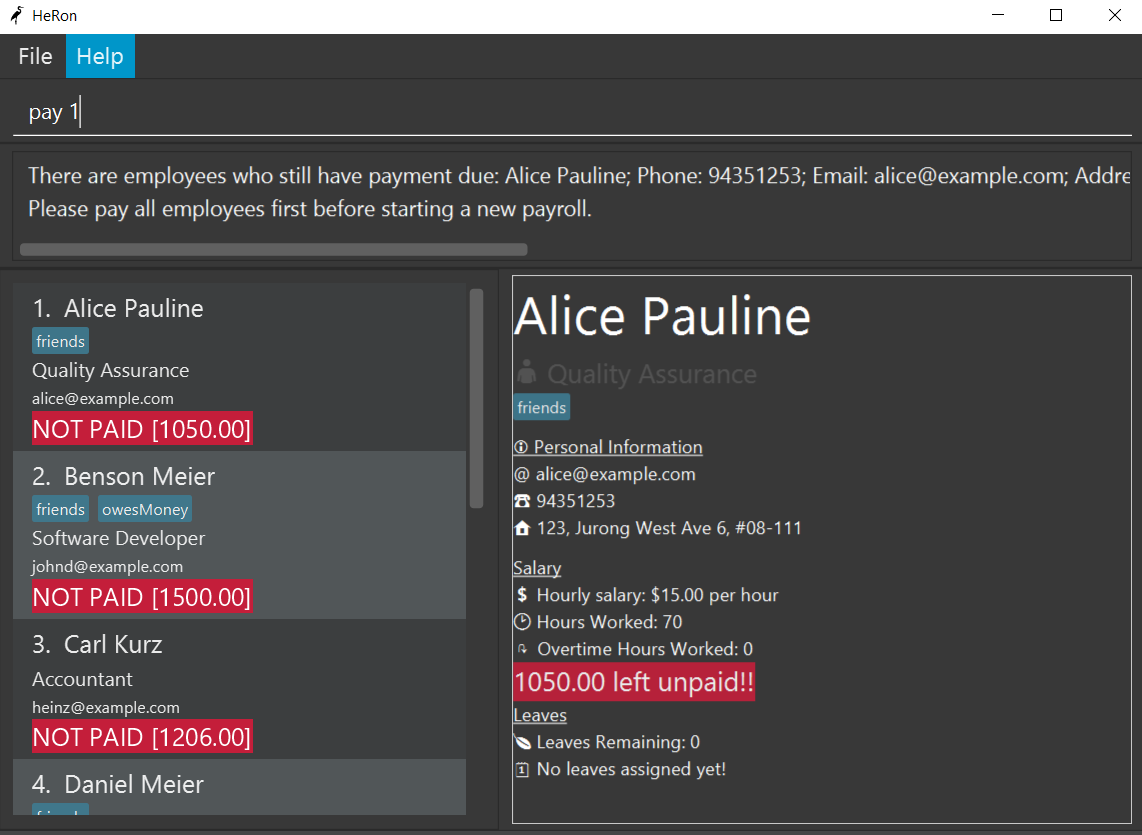 HeRon
File Help
pay 1
There are employees who still have payment due: Alice Pauline; Phone: 94351253; Email: alice@example.com; Addre
Please pay all employees first before starting a new payroll.
1. Alice Pauline
friends
Quality Assurance
alice@example.com
NOT PAID [1050.00]
2. Benson Meier
friends owesMoney
Software Developer
johnd@example.com
NOT PAID [1500.00]
3. Carl Kurz
Accountant
heinz@example.com
NOT PAID [1206.00]
4. Daniel Meier
Alice Pauline
Quality Assurance
friends
Personal Information
@ alice@example.com
94351253
123, Jurong West Ave 6, #08-111
Salary
$ Hourly salary: $15.00 per hour
Hours Worked: 70
Overtime Hours Worked: 0
1050.00 left unpaid!!
Leaves
Leaves Remaining: 0
No leaves assigned yet!